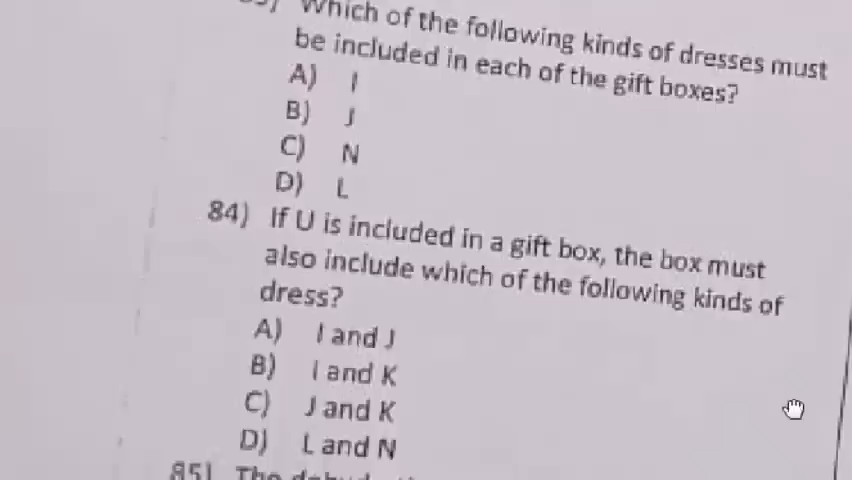 Which of the following kinds of dresses must
be included in each of the gift boxes?
A) I
B) J
C) N
D) L
84) If U is included in a gift box, the box must
also include which of the following kinds of
dress?
A) I and J
B) I and K
C) J and K
D) L and N
85) The